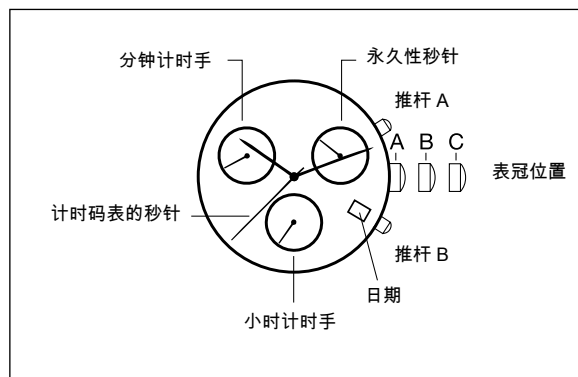 分钟计时手
永久性秒针
推杆 A
A B C
表冠位置
计时码表的秒针
推杆 B
日期
小时计时手